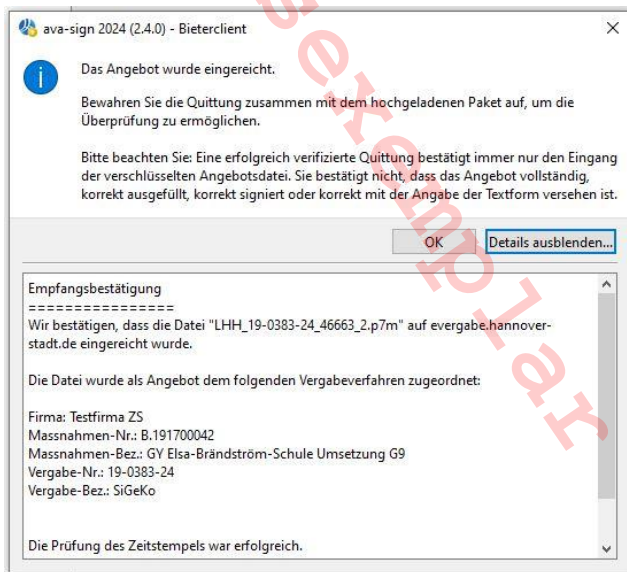 ava-sign 2024 (2.4.0) - Bieterclient
Das Angebot wurde eingereicht.
Bewahren Sie die Quittung zusammen mit dem hochgeladenen Paket auf, um die
Überprüfung zu ermöglichen.
Bitte beachten Sie: Eine erfolgreich verifizierte Quittung bestätigt immer nur den Eingang
der verschlüsselten Angebotsdatei. Sie bestätigt nicht, dass das Angebot vollständig,
korrekt ausgefüllt, korrekt signiert oder korrekt mit der Angabe der Textform versehen ist.
OK
Details ausblenden...
Empfangsbestätigung
================
Wir bestätigen, dass die Datei "LHH_19-0383-24_46663_2.p7m" auf evergabe.hannover-
stadt.de eingereicht wurde.
Die Datei wurde als Angebot dem folgenden Vergabeverfahren zugeordnet:
Firma: Testfirma ZS
Massnahmen-Nr.: B.191700042
Massnahmen-Bez.: GY Elsa-Brändström-Schule Umsetzung G9
Vergabe-Nr.: 19-0383-24
Vergabe-Bez.: SiGeKo
Die Prüfung des Zeitstempels war erfolgreich.
sexemplar